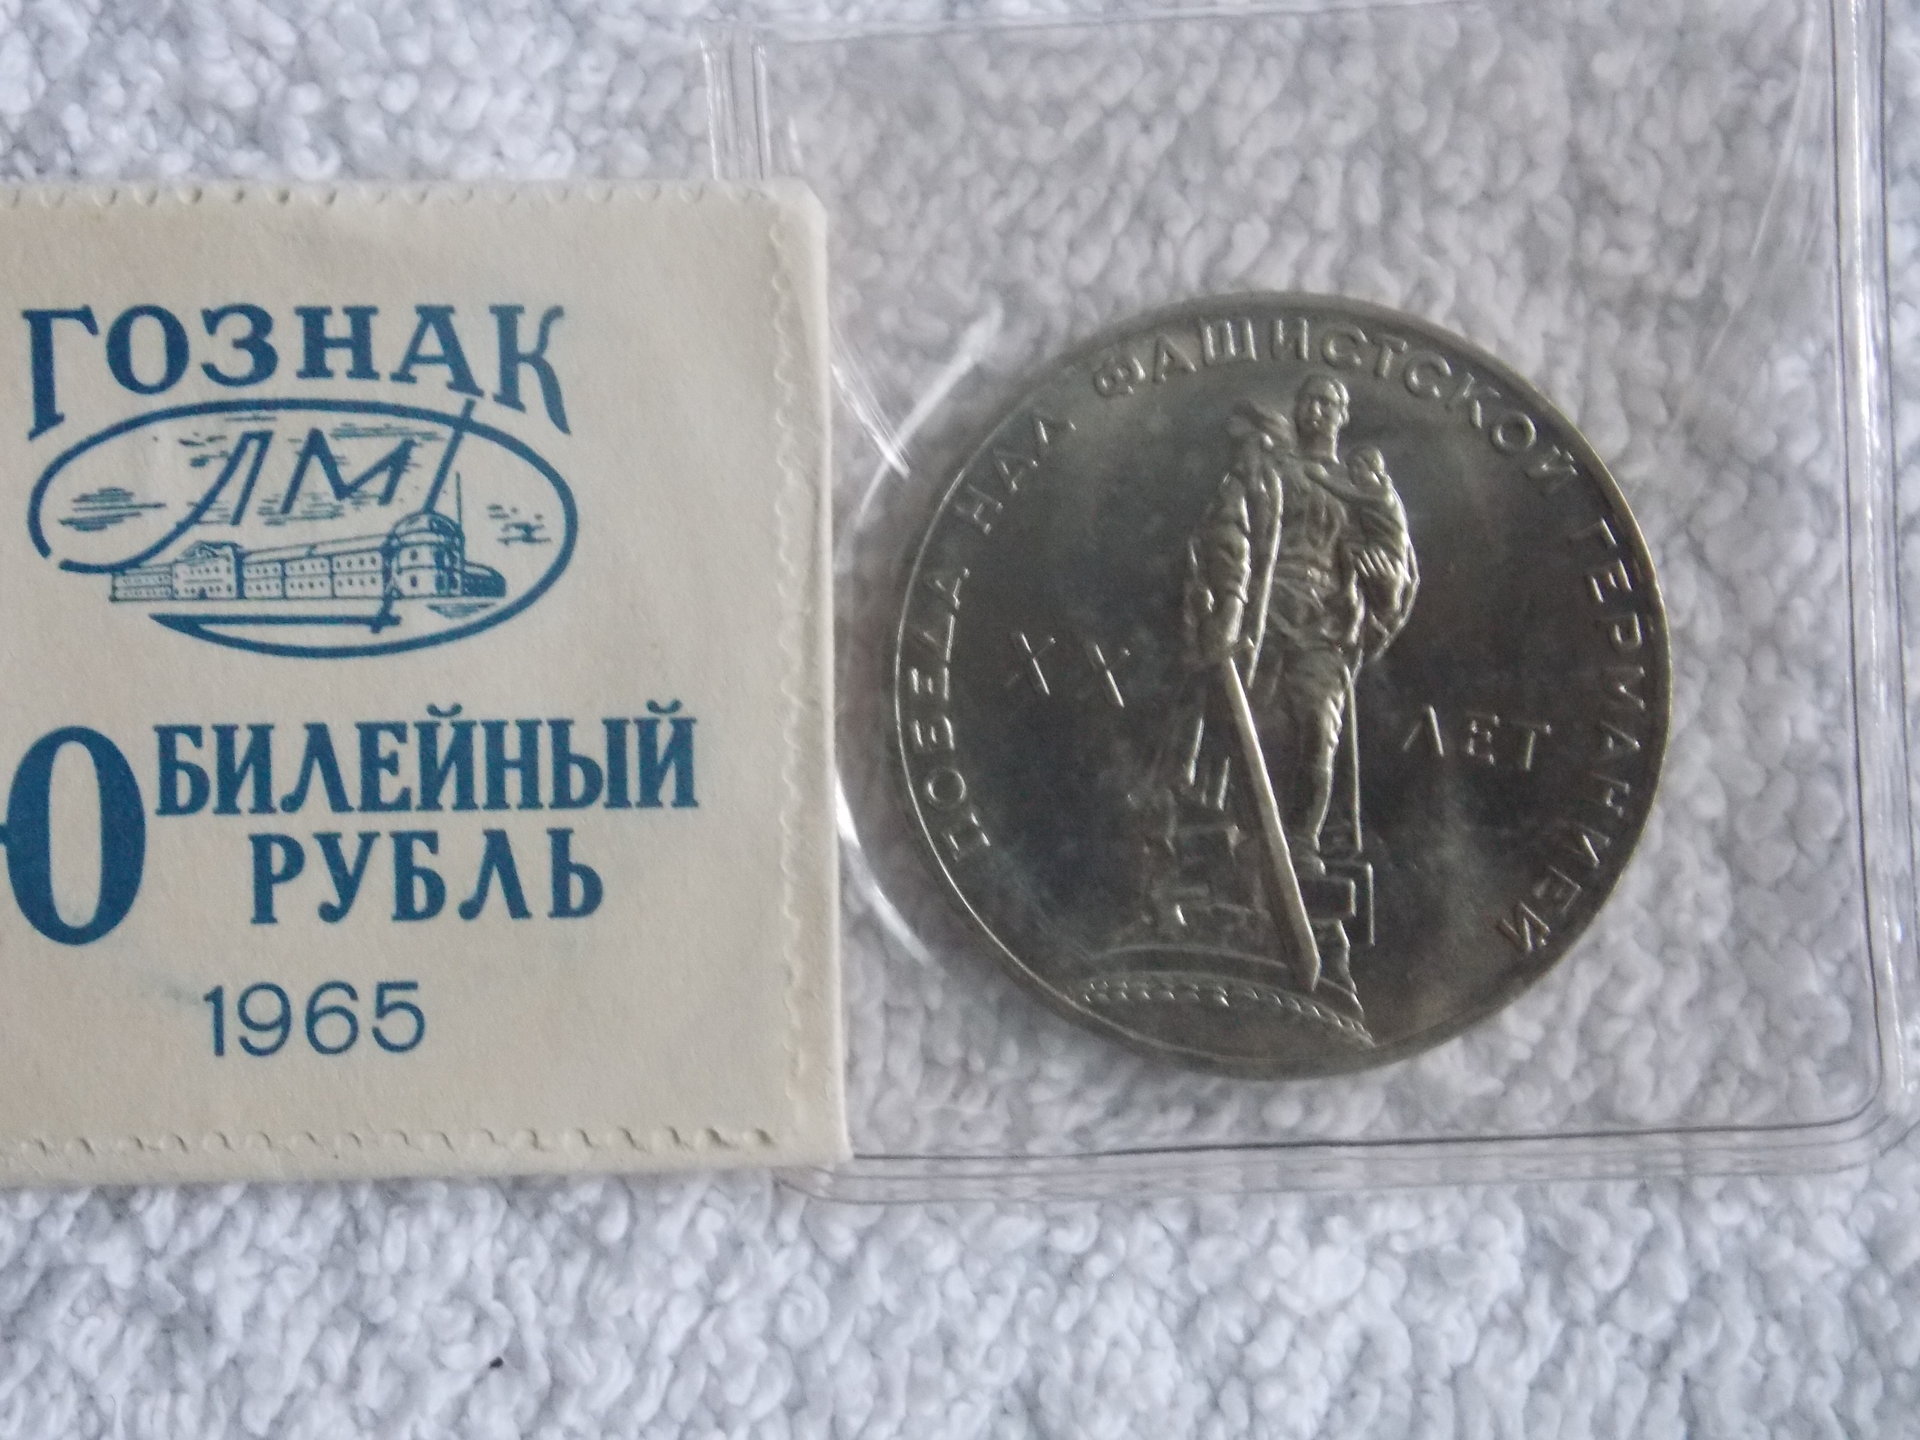 ГОЗНАК
ЛМ
ЮБИЛЕЙНЫЙ
РУБЛЬ
1965
ПОБЕДА НАД ФАШИСТСКОЙ ГЕРМАНИЕЙ
XX
ЛЕТ